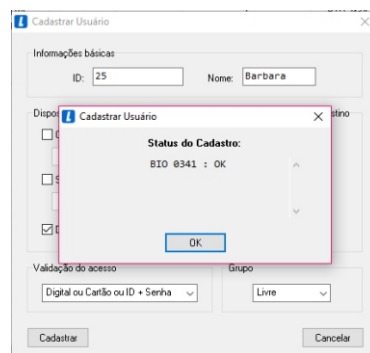 Cadastrar Usuário
Informações básicas
ID: 25 Nome: Barbara
Dispos
stino
Cadastrar Usuário
Status do Cadastro:
BIO 0341 : OK
OK
Validação do acesso
Grupo
Digital ou Cartão ou ID + Senha
Livre
Cadastrar
Cancelar